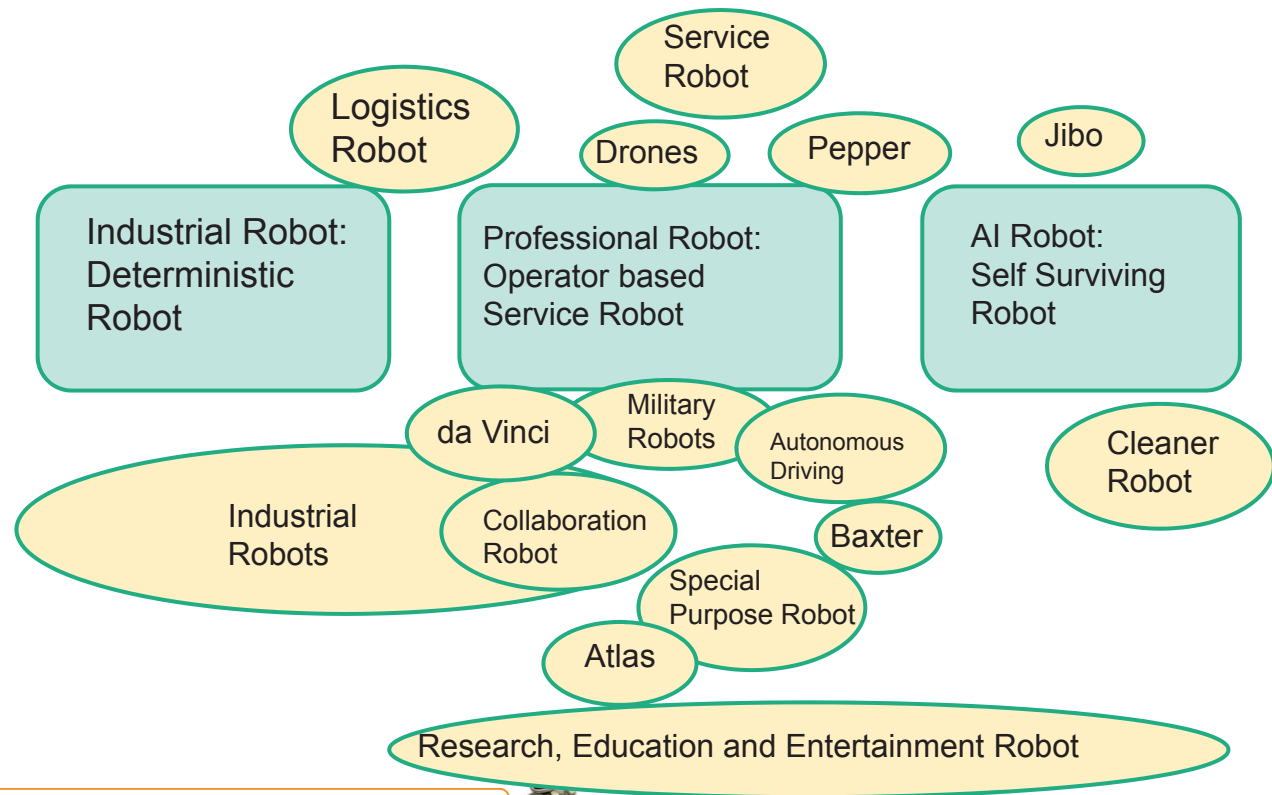 Service
Robot
Logistics
Robot
Drones
Pepper
Jibo
Industrial Robot:
Deterministic
Robot
Professional Robot:
Operator based
Service Robot
AI Robot:
Self Surviving
Robot
da Vinci
Military
Robots
Autonomous
Driving
Cleaner
Robot
Industrial
Robots
Collaboration
Robot
Baxter
Special
Purpose Robot
Atlas
Research, Education and Entertainment Robot